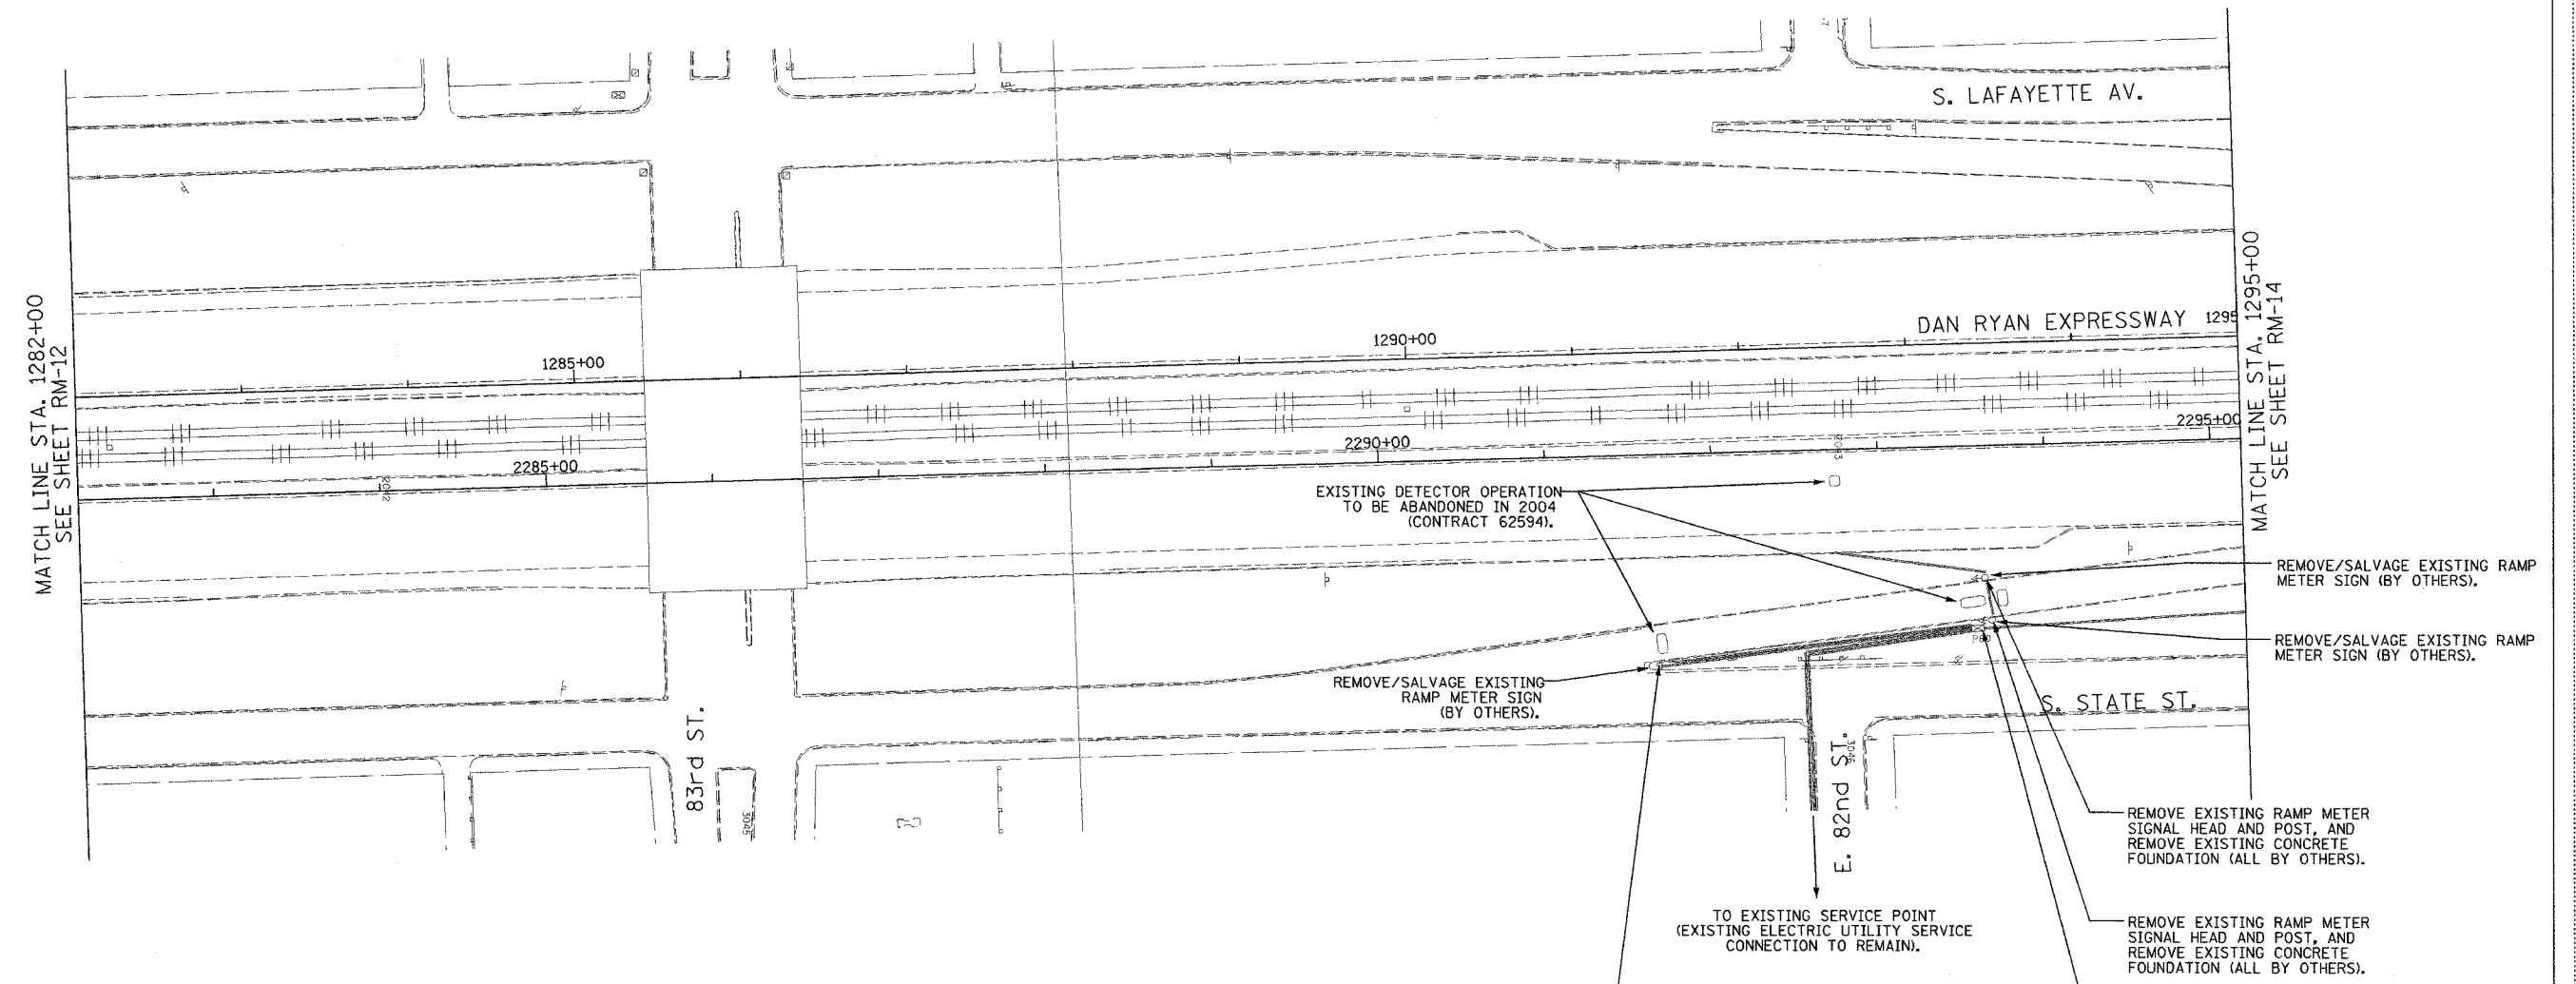 S. LAFAYETTE AV.
MATCH LINE STA. 1282+00
SEE SHEET RM-12
MATCH LINE STA. 1295+00
SEE SHEET RM-14
DAN RYAN EXPRESSWAY
1295
1290+00
1285+00
2295+00
2290+00
2285+00
2042
EXISTING DETECTOR OPERATION
TO BE ABANDONED IN 2004
(CONTRACT 62594).
REMOVE/SALVAGE EXISTING RAMP
METER SIGN (BY OTHERS).
REMOVE/SALVAGE EXISTING RAMP
METER SIGN (BY OTHERS).
REMOVE/SALVAGE EXISTING
RAMP METER SIGN
(BY OTHERS).
S. STATE ST.
83rd ST.
3045
E. 82nd ST.
3046
REMOVE EXISTING RAMP METER
SIGNAL HEAD AND POST, AND
REMOVE EXISTING CONCRETE
FOUNDATION (ALL BY OTHERS).
TO EXISTING SERVICE POINT
(EXISTING ELECTRIC UTILITY SERVICE
CONNECTION TO REMAIN).
REMOVE EXISTING RAMP METER
SIGNAL HEAD AND POST, AND
REMOVE EXISTING CONCRETE
FOUNDATION (ALL BY OTHERS).